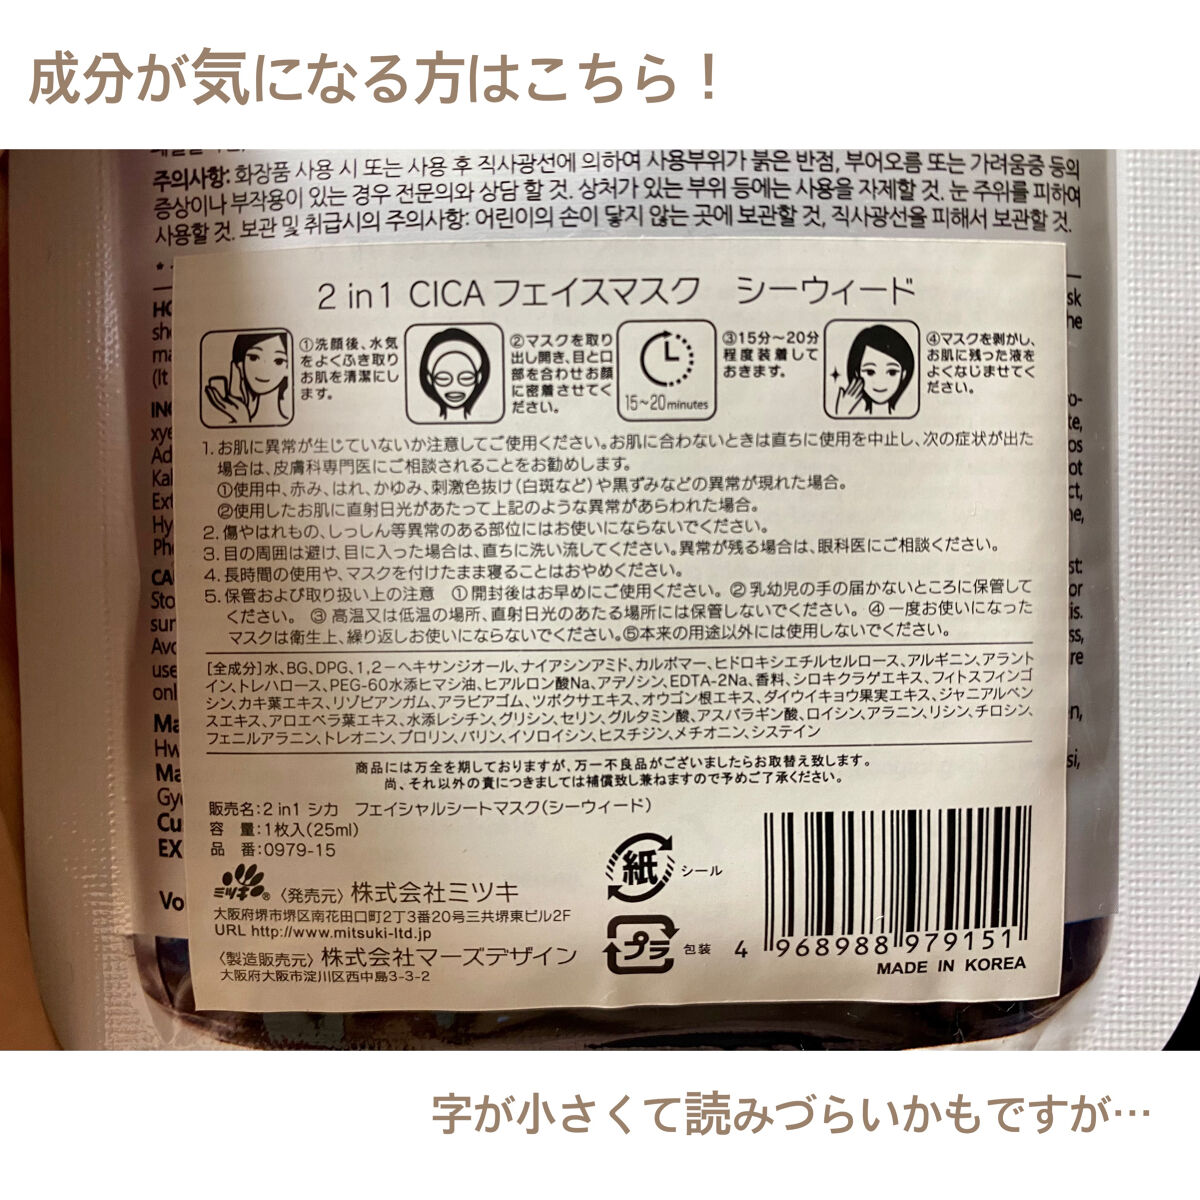 成分が気になる方はこちら！
주의사항: 화장품 사용 시 또는 사용 후 직사광선에 의하여 사용부위가 붉은 반점, 부어오름 또는 가려움증 등의
증상이나 부작용이 있는 경우 전문의와 상담 할 것. 상처가 있는 부위 등에는 사용을 자제할 것. 눈 주위를 피하여
사용할 것. 보관 및 취급시의 주의사항: 어린이의 손이 닿지 않는 곳에 보관할 것, 직사광선을 피해서 보관할 것.
2 in1 CICAフェイスマスク シーウィード
①洗顔後、水気
をよくふき取り
お肌を清潔にし
ます。
②マスクを取り
出し開き、目と口
部を合わせお顔
に密着させてく
ださい。
15~20minutes
③15分~20分
程度装着して
おきます。
④マスクを剥がし、
お肌に残った液を
よくなじませてく
ださい。
1. お肌に異常が生じていないか注意してご使用ください。お肌に合わないときは直ちに使用を中止し、次の症状が出た
場合は、皮膚科専門医にご相談されることをお勧めします。
①使用中、赤み、はれ、かゆみ、刺激色抜け(白斑など)や黒ずみなどの異常が現れた場合。
②使用したお肌に直射日光があたって上記のような異常があらわれた場合。
2. 傷やはれもの、しっしん等異常のある部位にはお使いにならないでください。
3. 目の周囲は避け、目に入った場合は、直ちに洗い流してください。異常が残る場合は、眼科医にご相談ください。
4. 長時間の使用や、マスクを付けたまま寝ることはおやめください。
5. 保管および取り扱い上の注意 ①開封後はお早めにご使用ください。 ②乳幼児の手の届かないところに保管して
ください。 ③高温又は低温の場所、直射日光のあたる場所には保管しないでください。 ④一度お使いになった
マスクは衛生上、繰り返しお使いにならないでください。⑤本来の用途以外には使用しないでください。
[全成分]水、BG、DPG、1,2-ヘキサンジオール、ナイアシンアミド、カルボマー、ヒドロキシエチルセルロース、アルギニン、アラント
イン、トレハロース、PEG-60水添ヒマシ油、ヒアルロン酸Na、アデノシン、EDTA-2Na、香料、シロキクラゲエキス、フィトスフィンゴ
シン、カキ葉エキス、リゾビアンガム、アラビアゴム、ツボクサエキス、オウゴン根エキス、ダイウイキョウ果実エキス、ジャニアルベン
スエキス、アロエベラ葉エキス、水添レシチン、グリシン、セリン、グルタミン酸、アスパラギン酸、ロイシン、アラニン、リシン、チロシン、
フェニルアラニン、トレオニン、プロリン、バリン、イソロイシン、ヒスチジン、メチオニン、システイン
商品には万全を期しておりますが、万一不良品がございましたらお取替え致します。
尚、それ以外の責につきましては補償致し兼ねますので予めご了承ください。
販売名:2 in1 シカ フェイシャルシートマスク(シーウィード)
容 量:1枚入(25ml)
品 番:0979-15
ミツキ® 〈発売元〉 株式会社ミツキ
大阪府堺市堺区南花田口町2丁3番20号三共堺東ビル2F
URL http://www.mitsuki-ltd.jp
〈製造販売元〉 株式会社マーズデザイン
大阪府大阪市淀川区西中島3-3-2
紙 シール
プラ 包装
4 968988 979151
MADE IN KOREA
字が小さくて読みづらいかもですが…